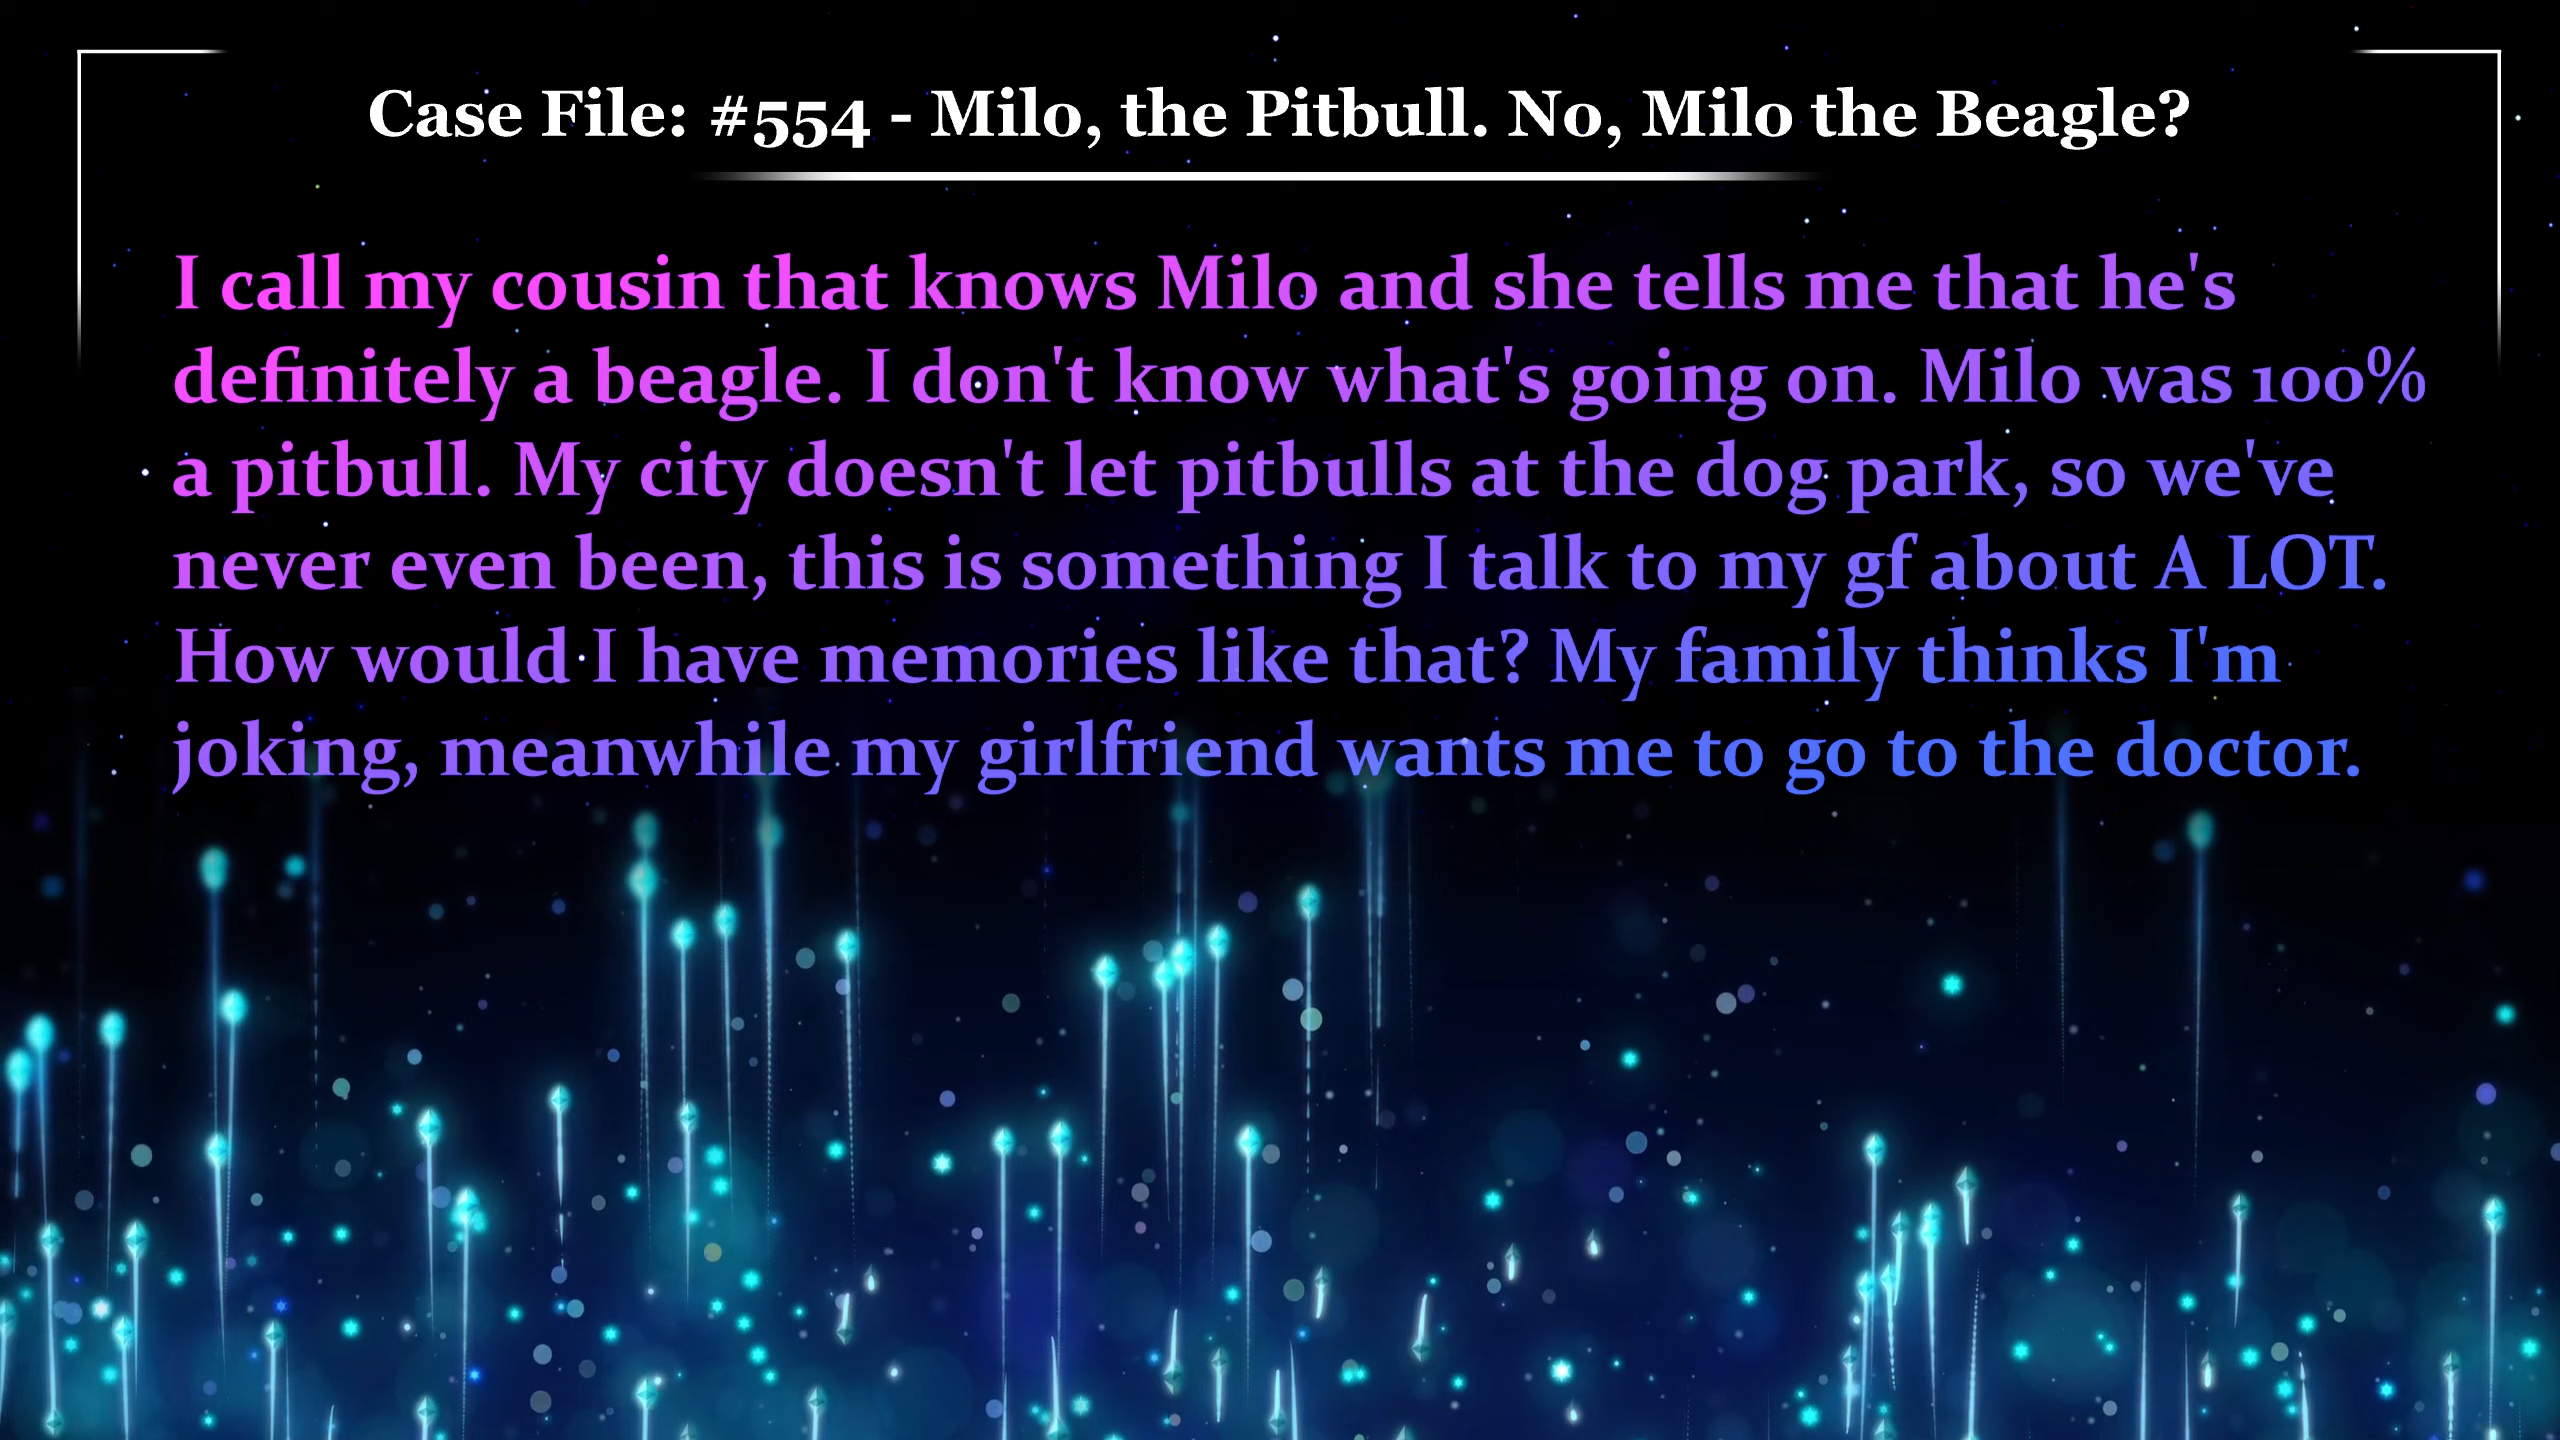 Case File: #554 - Milo, the Pitbull. No, Milo the Beagle?
I call my cousin that knows Milo and she tells me that he's
definitely a beagle. I don't know what's going on. Milo was 100%
a pitbull. My city doesn't let pitbulls at the dog park, so we've
never even been, this is something I talk to my gf about A LOT.
How would I have memories like that? My family thinks I'm
joking, meanwhile my girlfriend wants me to go to the doctor.